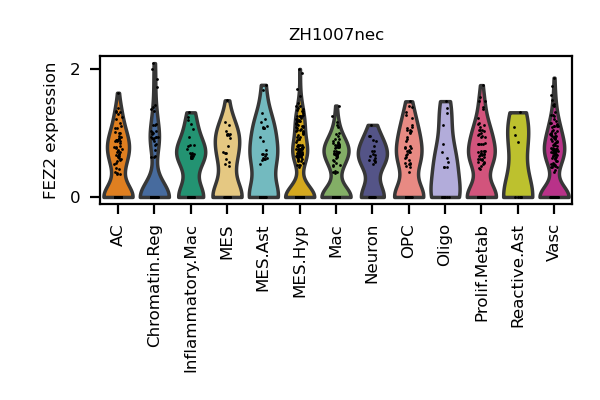 ZH1007nec
FEZ2 expression
2
0
AC
Chromatin.Reg
Inflammatory.Mac
MES
MES.Ast
MES.Hyp
Mac
Neuron
OPC
Oligo
Prolif.Metab
Reactive.Ast
Vasc